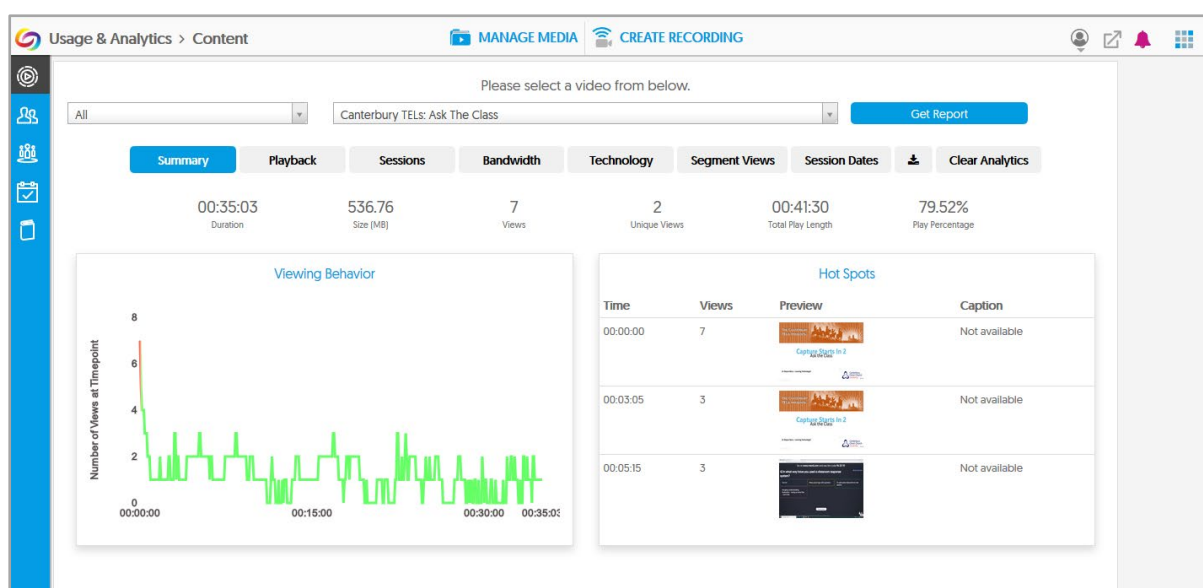 Usage & Analytics > Content
MANAGE MEDIA
CREATE RECORDING
Please select a video from below.
All
Canterbury TELs: Ask The Class
Get Report
Summary
Playback
Sessions
Bandwidth
Technology
Segment Views
Session Dates
Clear Analytics
00:35:03
536.76
7
2
00:41:30
79.52%
Duration
Size (MB)
Views
Unique Views
Total Play Length
Play Percentage
Viewing Behavior
Number of Views at Timepoint
8
6
4
2
0
00:00:00
00:15:00
00:30:00
00:35:03
Hot Spots
Time Views Preview Caption
00:00:00 7 Not available
Capture Starts In 2
Ask the Class
00:03:05 3 Not available
Capture Starts In 2
Ask the Class
00:05:15 3 Not available